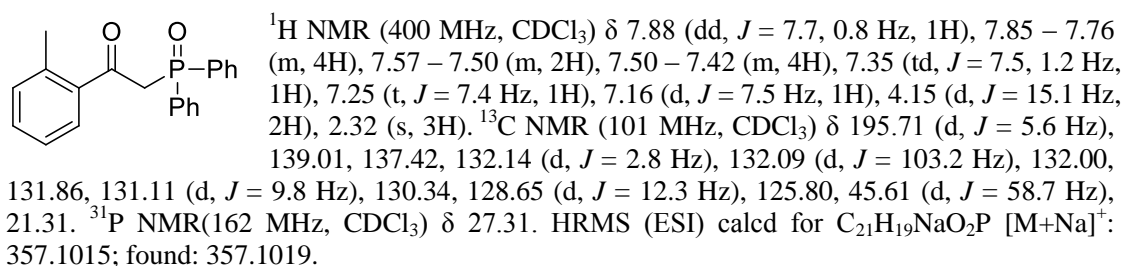 O O
P Ph
Ph
¹H NMR (400 MHz, CDCl₃) δ 7.88 (dd, J = 7.7, 0.8 Hz, 1H), 7.85 – 7.76
(m, 4H), 7.57 – 7.50 (m, 2H), 7.50 – 7.42 (m, 4H), 7.35 (td, J = 7.5, 1.2 Hz,
1H), 7.25 (t, J = 7.4 Hz, 1H), 7.16 (d, J = 7.5 Hz, 1H), 4.15 (d, J = 15.1 Hz,
2H), 2.32 (s, 3H). ¹³C NMR (101 MHz, CDCl₃) δ 195.71 (d, J = 5.6 Hz),
139.01, 137.42, 132.14 (d, J = 2.8 Hz), 132.09 (d, J = 103.2 Hz), 132.00,
131.86, 131.11 (d, J = 9.8 Hz), 130.34, 128.65 (d, J = 12.3 Hz), 125.80, 45.61 (d, J = 58.7 Hz),
21.31. ³¹P NMR(162 MHz, CDCl₃) δ 27.31. HRMS (ESI) calcd for C₂₁H₁₉NaO₂P [M+Na]⁺:
357.1015; found: 357.1019.